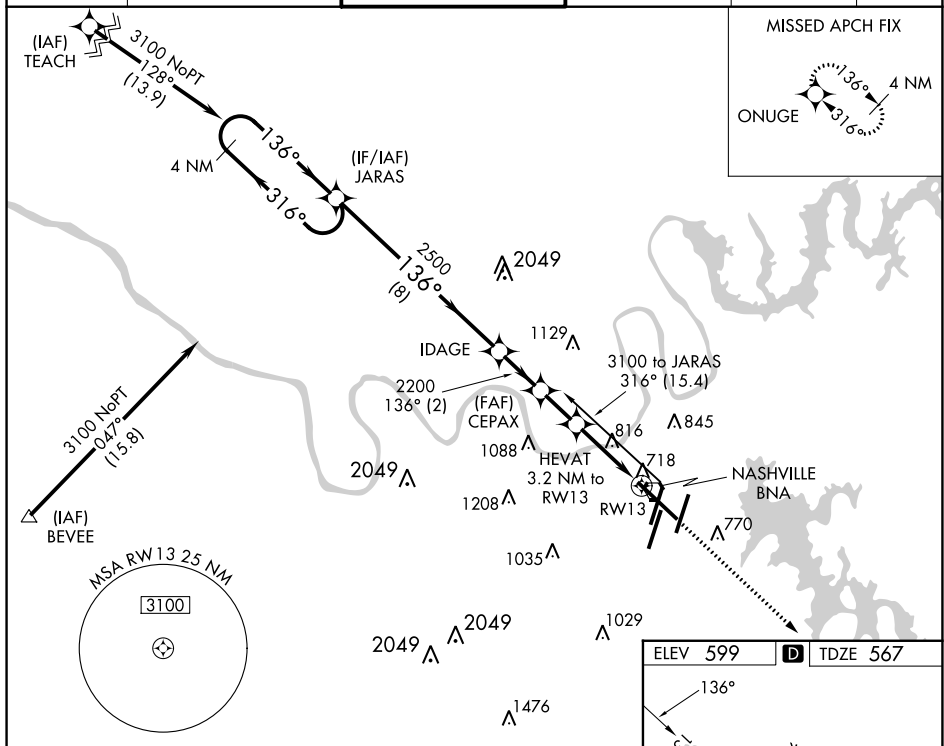 (IAF)
TEACH
3100 NoPT
128°
(13.9)
MISSED APCH FIX
136°
4 NM
ONUGE
316°
136°
4 NM
316°
(IF/IAF)
JARAS
2500
136°
(8)
2049
IDAGE
1129
3100 to JARAS
316° (15.4)
2200
136° (2)
(FAF)
CEPAX
845
816
1088
HEVAT
3.2 NM to
RW13
718
NASHVILLE
BNA
3100 NoPT
047°
(15.8)
2049
1208
RW13
(IAF)
BEVEE
770
1035
MSA RW13 25 NM
3100
1029
2049
2049
ELEV 599
D
TDZE 567
136°
1476